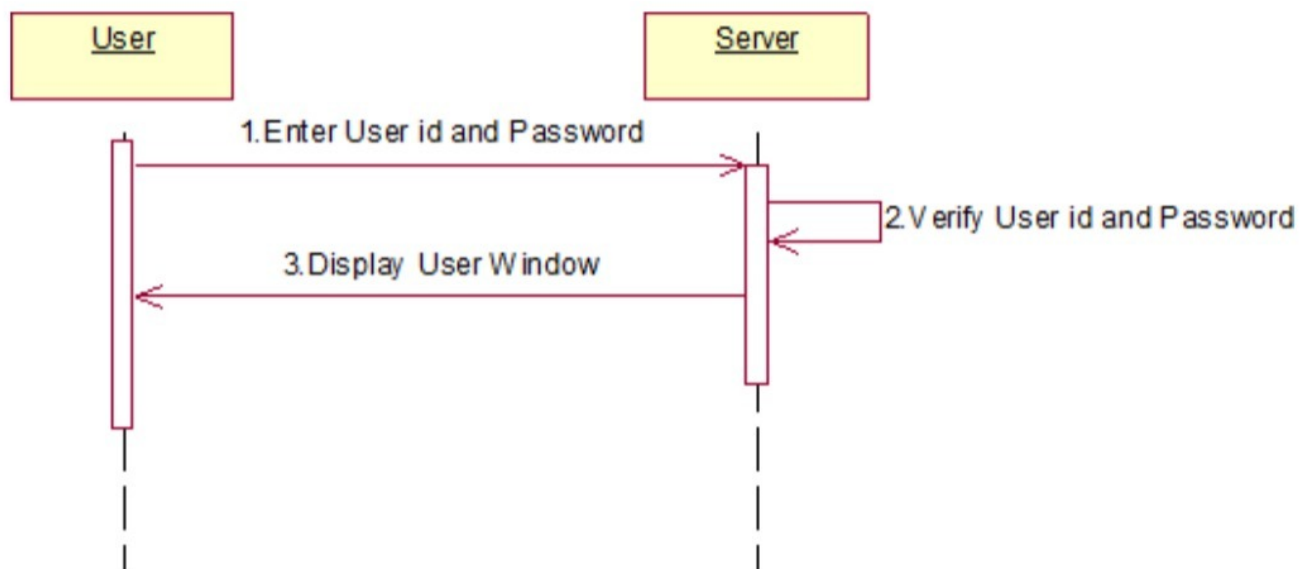 User
Server
1.Enter User id and Password
2.Verify User id and Password
3.Display User Window